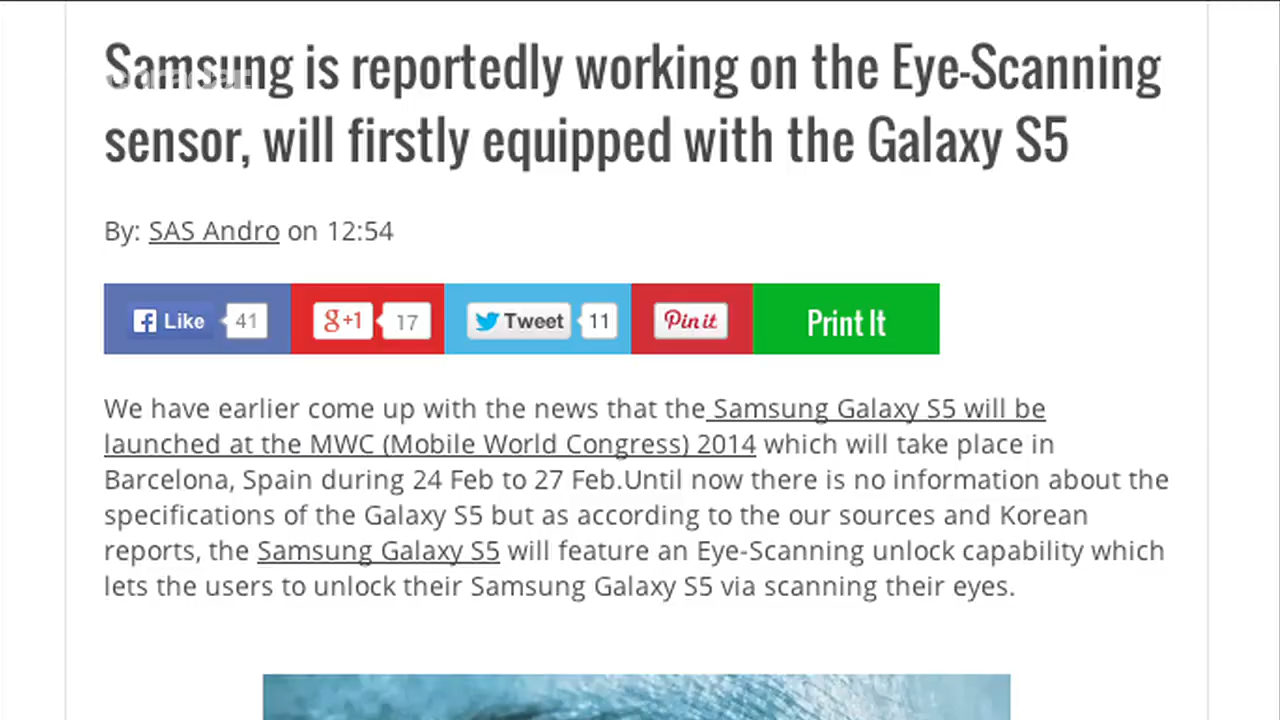 Samsung is reportedly working on the Eye-Scanning
sensor, will firstly equipped with the Galaxy S5
By: SAS Andro on 12:54
Like 41 g+1 17 Tweet 11 Pin it Print It
We have earlier come up with the news that the Samsung Galaxy S5 will be
launched at the MWC (Mobile World Congress) 2014 which will take place in
Barcelona, Spain during 24 Feb to 27 Feb.Until now there is no information about the
specifications of the Galaxy S5 but as according to the our sources and Korean
reports, the Samsung Galaxy S5 will feature an Eye-Scanning unlock capability which
lets the users to unlock their Samsung Galaxy S5 via scanning their eyes.